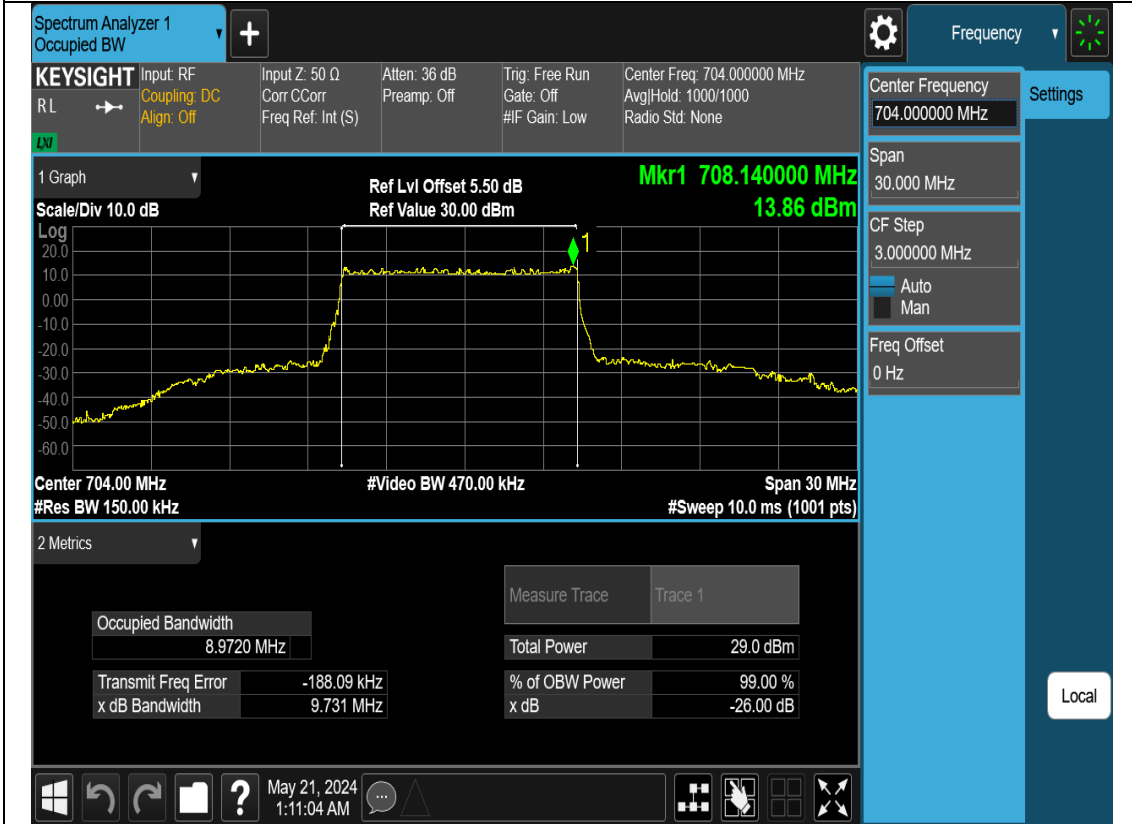 Spectrum Analyzer 1
Occupied BW
Frequency
KEYSIGHT
R L
LXI
Input: RF
Coupling: DC
Align: Off
Input Z: 50 Ω
Corr CCorr
Freq Ref: Int (S)
Atten: 36 dB
Preamp: Off
Trig: Free Run
Gate: Off
#IF Gain: Low
Center Freq: 704.000000 MHz
Avg|Hold: 1000/1000
Radio Std: None
Center Frequency
704.000000 MHz
Settings
Span
30.000 MHz
CF Step
3.000000 MHz
Auto
Man
Freq Offset
0 Hz
Local
1 Graph
Scale/Div 10.0 dB
Ref Lvl Offset 5.50 dB
Ref Value 30.00 dBm
Mkr1 708.140000 MHz
13.86 dBm
Log
20.0
10.0
0.00
-10.0
-20.0
-30.0
-40.0
-50.0
-60.0
1
Center 704.00 MHz
#Video BW 470.00 kHz
Span 30 MHz
#Res BW 150.00 kHz
#Sweep 10.0 ms (1001 pts)
2 Metrics
Measure Trace
Trace 1
Occupied Bandwidth
8.9720 MHz
Total Power
29.0 dBm
Transmit Freq Error
-188.09 kHz
% of OBW Power
99.00 %
x dB Bandwidth
9.731 MHz
x dB
-26.00 dB
?
May 21, 2024
1:11:04 AM